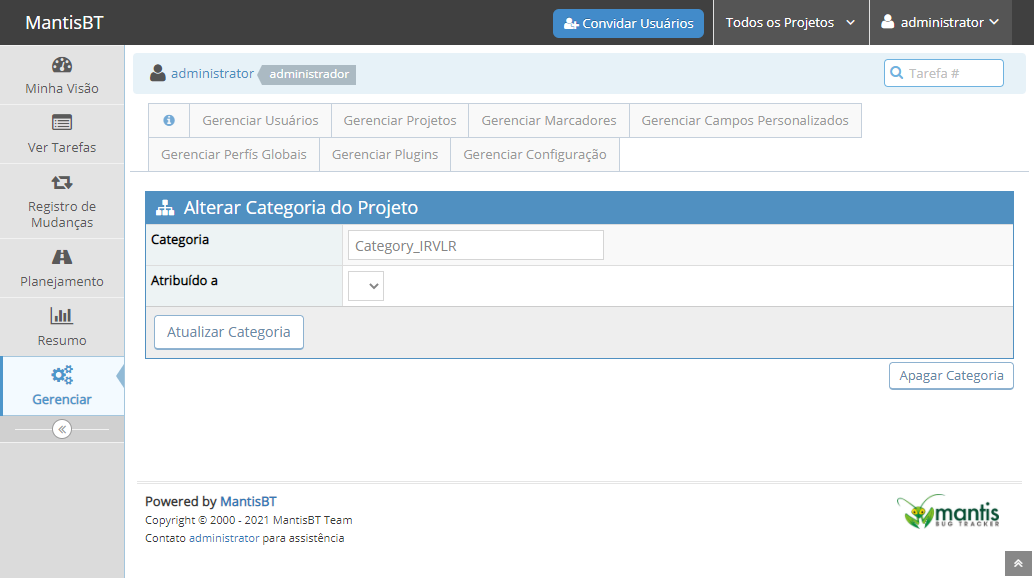 MantisBT
Convidar Usuários
Todos os Projetos
administrator
Minha Visão
Ver Tarefas
Registro de
Mudanças
Planejamento
Resumo
Gerenciar
administrator administrador
Tarefa #
Gerenciar Usuários
Gerenciar Projetos
Gerenciar Marcadores
Gerenciar Campos Personalizados
Gerenciar Perfís Globais
Gerenciar Plugins
Gerenciar Configuração
Alterar Categoria do Projeto
Categoria
Category_IRVLR
Atribuído a
Atualizar Categoria
Apagar Categoria
Powered by MantisBT
Copyright © 2000 - 2021 MantisBT Team
Contato administrator para assistência
mantis
BUG TRACKER